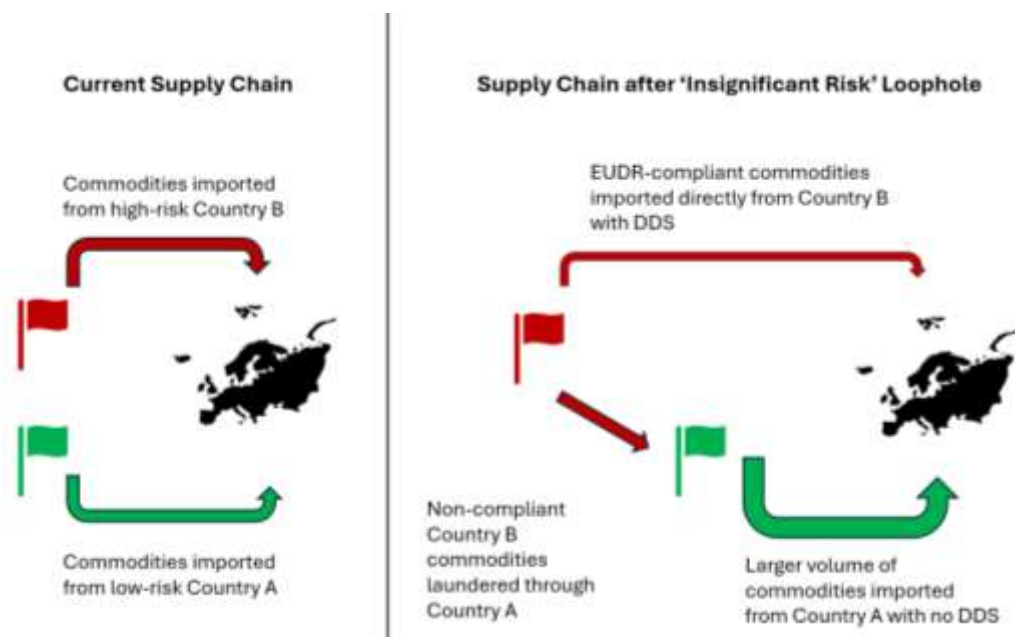 Current Supply Chain
Commodities imported
from high-risk Country B
Commodities imported
from low-risk Country A
Supply Chain after ‘Insignificant Risk’ Loophole
EUDR-compliant commodities
imported directly from Country B
with DDS
Non-compliant
Country B
commodities
laundered through
Country A
Larger volume of
commodities imported
from Country A with no DDS